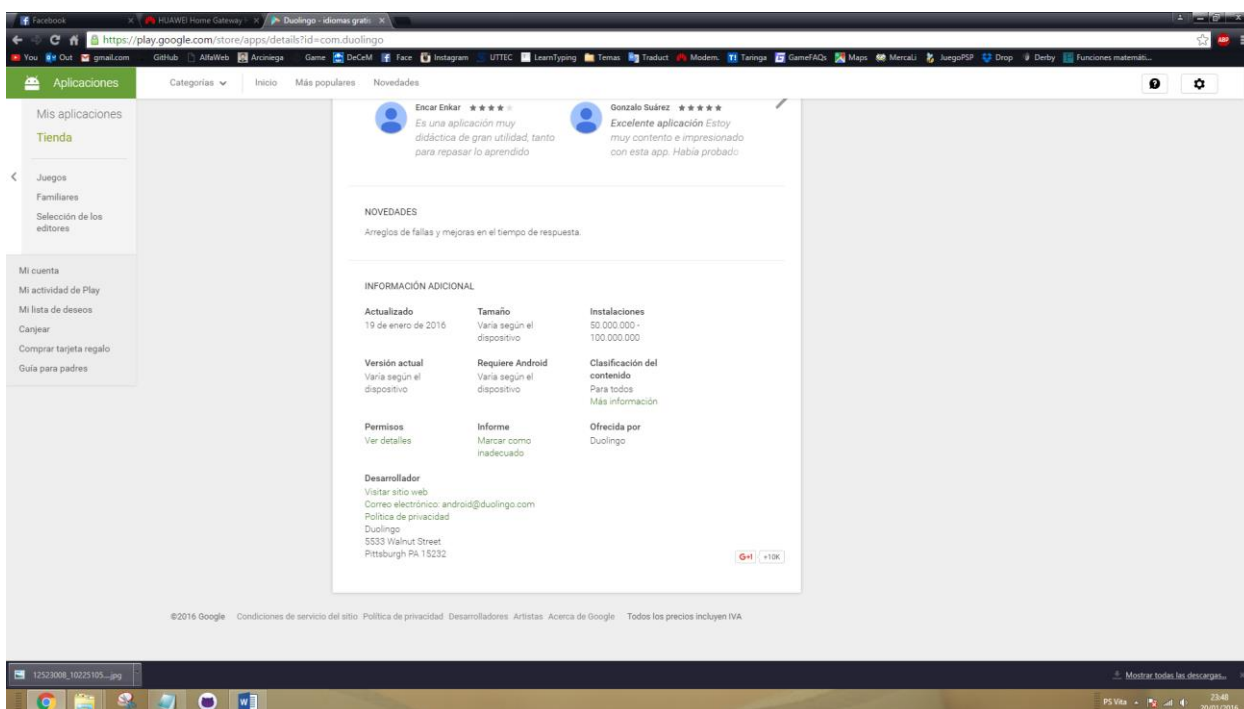 Facebook
HUAWEI Home Gateway
Duolingo - idiomas gratis
https://play.google.com/store/apps/details?id=com.duolingo
You Out gmail.com GitHub AlfaWeb Arciniega Game DeCeM Face Instagram UTTEC LearnTyping Temas Traduct Modem. Taringa GameFAQs Maps MercaLi JuegoPSP Drop Derby Funciones matemáti...
Aplicaciones
Categorías Inicio Más populares Novedades
Mis aplicaciones
Tienda
Juegos
Familiares
Selección de los
editores
Mi cuenta
Mi actividad de Play
Mi lista de deseos
Canjear
Comprar tarjeta regalo
Guía para padres
Encar Enkar
Es una aplicación muy
didáctica de gran utilidad, tanto
para repasar lo aprendido
Gonzalo Suárez
Excelente aplicación Estoy
muy contento e impresionado
con esta app. Había probado
NOVEDADES
Arreglos de fallas y mejoras en el tiempo de respuesta.
INFORMACIÓN ADICIONAL
Actualizado
19 de enero de 2016
Tamaño
Varía según el
dispositivo
Instalaciones
50.000.000 -
100.000.000
Versión actual
Varía según el
dispositivo
Requiere Android
Varía según el
dispositivo
Clasificación del
contenido
Para todos
Más información
Permisos
Ver detalles
Informe
Marcar como
inadecuado
Ofrecida por
Duolingo
Desarrollador
Visitar sitio web
Correo electrónico: android@duolingo.com
Política de privacidad
Duolingo
5533 Walnut Street
Pittsburgh PA 15232
G+1 +10K
©2016 Google Condiciones de servicio del sitio Política de privacidad Desarrolladores Artistas Acerca de Google Todos los precios incluyen IVA
12523008_10225105....jpg
Mostrar todas las descargas...
PS Vita
23:48
20/01/2016